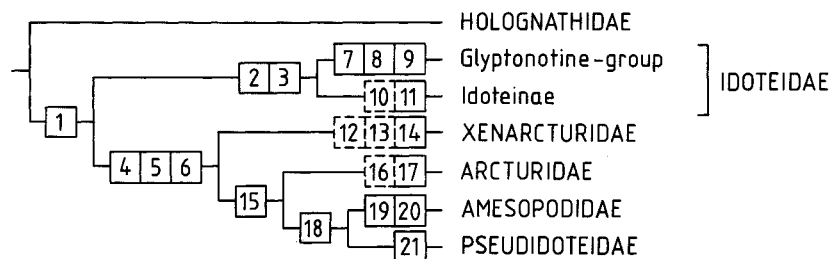 HOLOGNATHIDAE
7 8 9 Glyptonotine-group
2 3
IDOTEIDAE
10 11 Idoteinae
1
12 13 14 XENARCTURIDAE
4 5 6
16 17 ARCTURIDAE
15
19 20 AMESOPODIDAE
18
21 PSEUDIDOTEIDAE